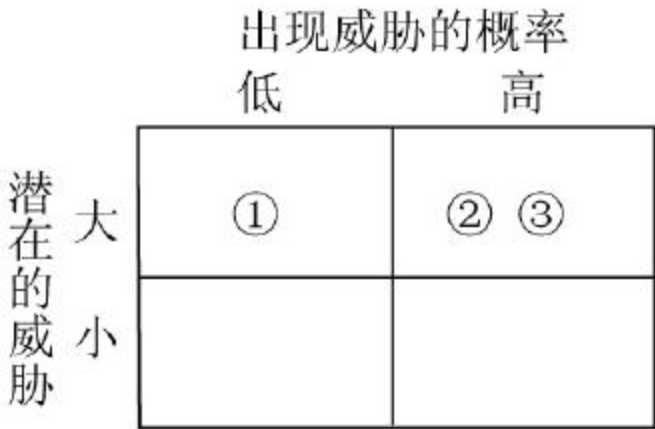 出现威胁的概率
低 高
潜在的威胁
大 ① ② ③
小